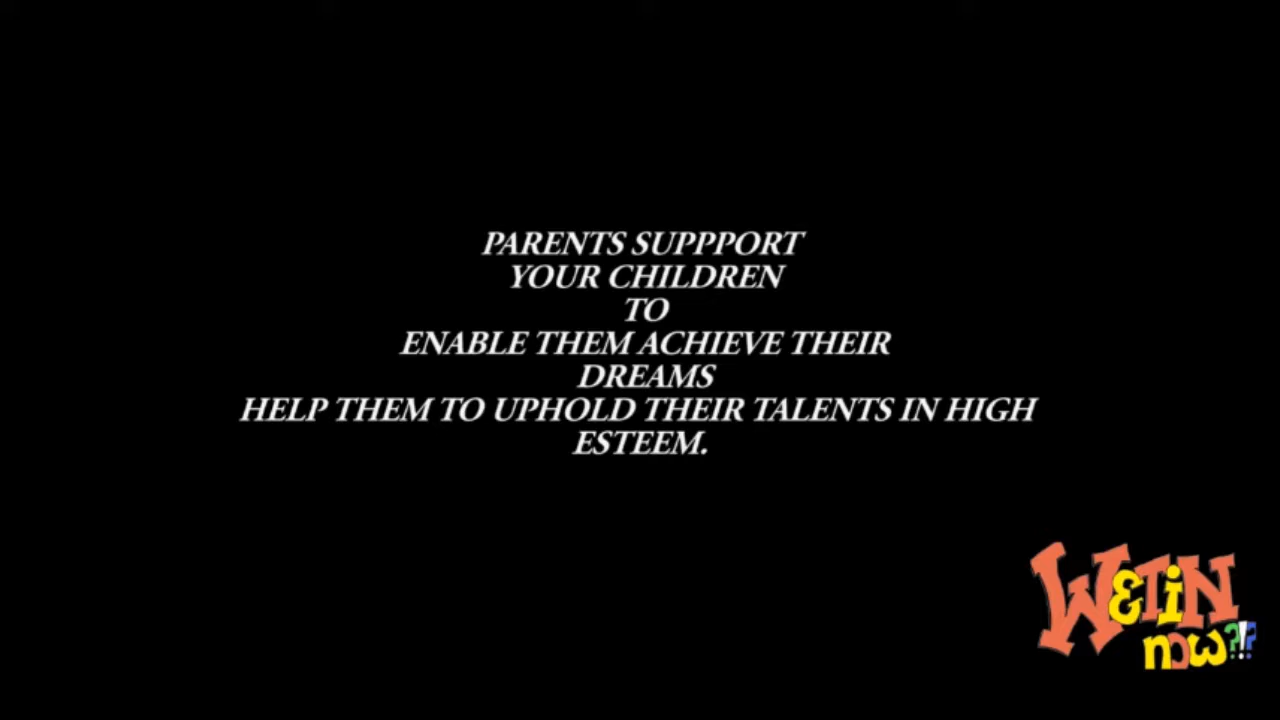 PARENTS SUPPPORT
YOUR CHILDREN
TO
ENABLE THEM ACHIEVE THEIR
DREAMS
HELP THEM TO UPHOLD THEIR TALENTS IN HIGH
ESTEEM.
WETiN
now?!?